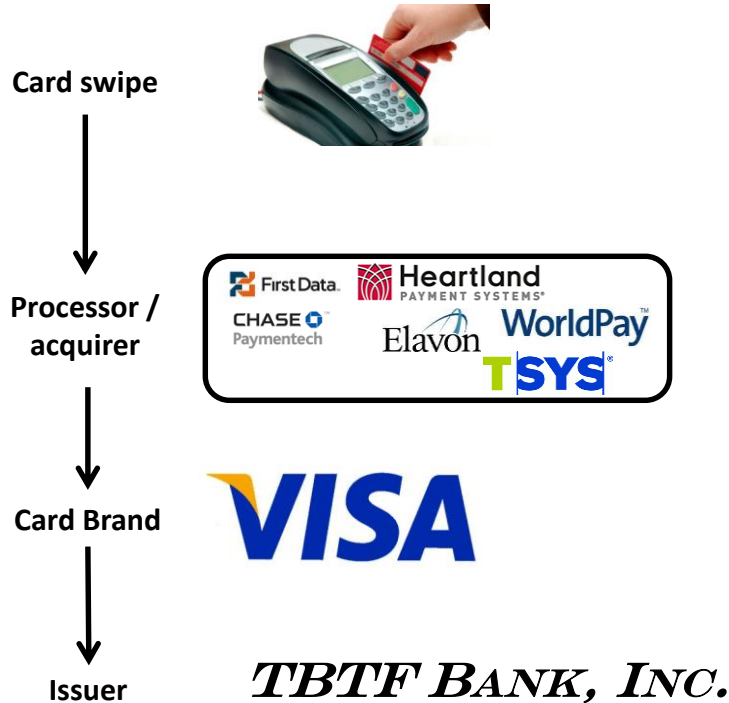 Card swipe
First Data.
Heartland
PAYMENT SYSTEMS®
Processor /
acquirer
CHASE
Paymentech
Elavon
WorldPay™
TSYS®
Card Brand
VISA
Issuer
TBTF BANK, INC.